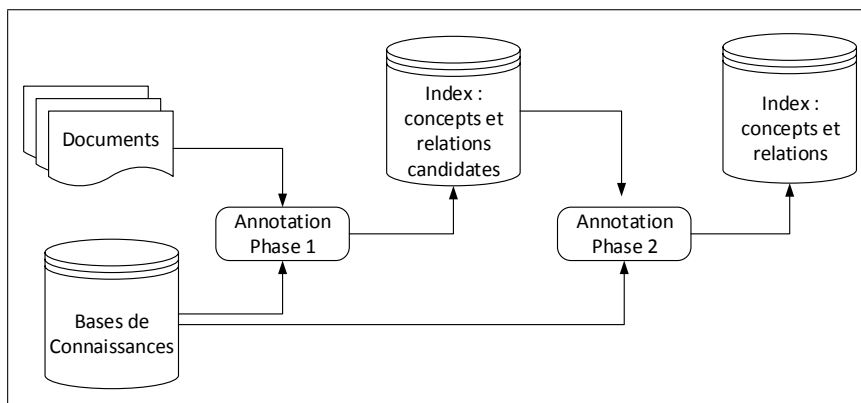 Documents
Bases de
Connaissances
Annotation
Phase 1
Index :
concepts et
relations
candidates
Annotation
Phase 2
Index :
concepts et
relations